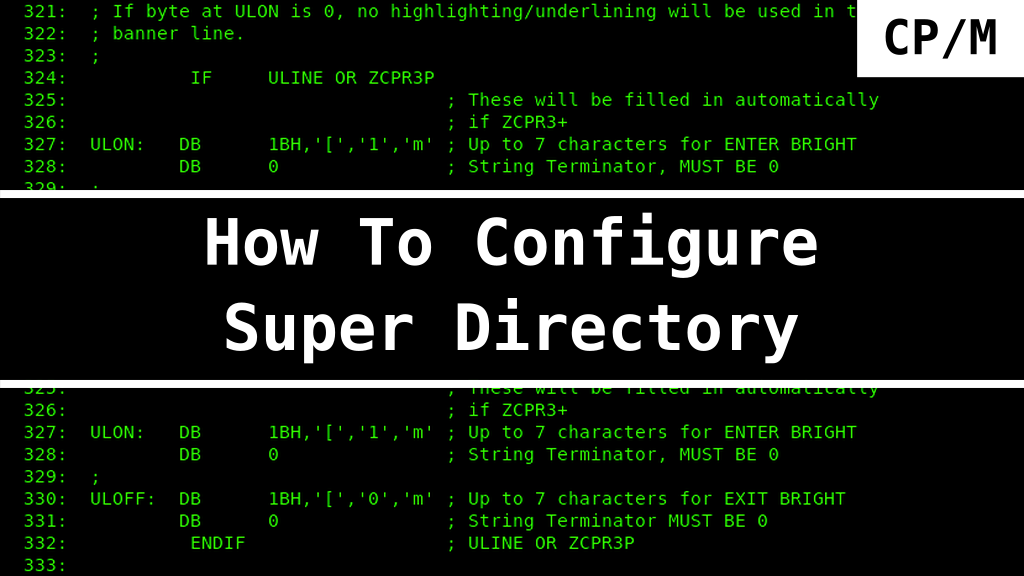 321:  ; If byte at ULON is 0, no highlighting/underlining will be used in t
CP/M
322:  ; banner line.
323:  ;
324:           IF     ULINE OR ZCPR3P
325:                                  ; These will be filled in automatically
326:                                  ; if ZCPR3+
327:  ULON:   DB      1BH,'[','1','m' ; Up to 7 characters for ENTER BRIGHT
328:          DB      0               ; String Terminator, MUST BE 0
329:  ;
How To Configure
Super Directory
325:                                  ; These will be filled in automatically
326:                                  ; if ZCPR3+
327:  ULON:   DB      1BH,'[','1','m' ; Up to 7 characters for ENTER BRIGHT
328:          DB      0               ; String Terminator, MUST BE 0
329:  ;
330:  ULOFF:  DB      1BH,'[','0','m' ; Up to 7 characters for EXIT BRIGHT
331:          DB      0               ; String Terminator MUST BE 0
332:           ENDIF                  ; ULINE OR ZCPR3P
333: